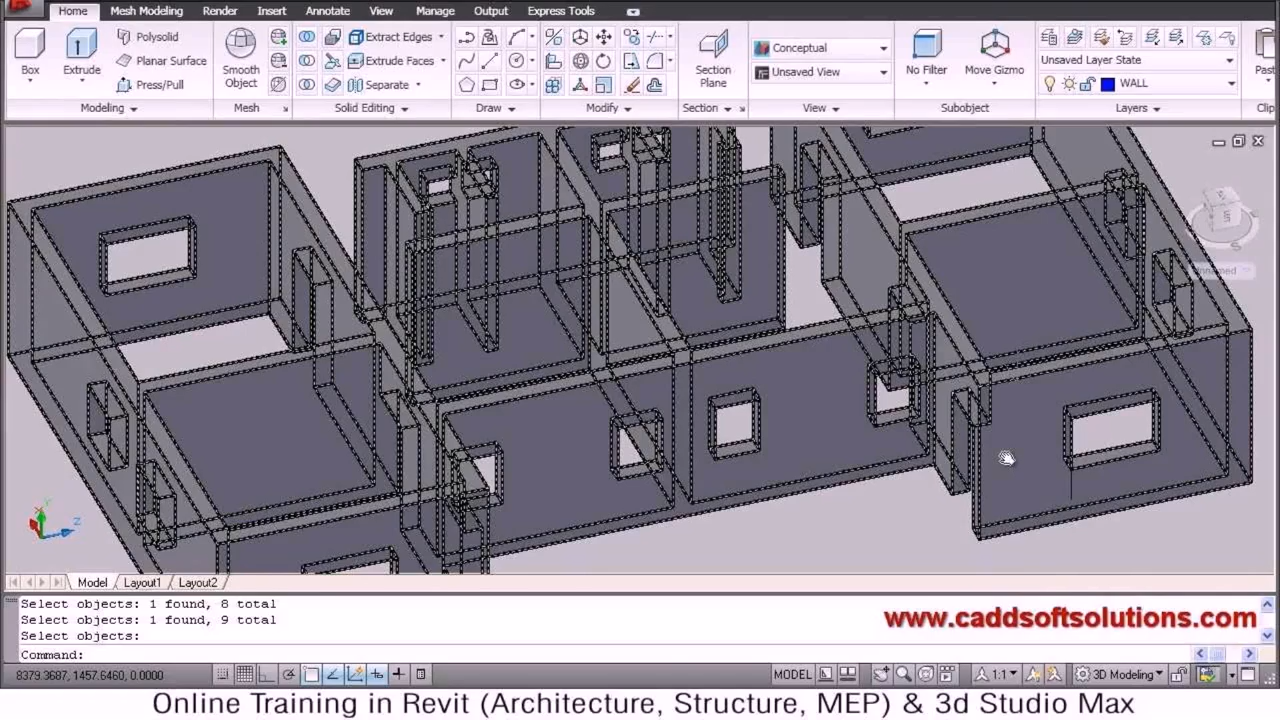 Home Mesh Modeling Render Insert Annotate View Manage Output Express Tools
Polysolid Extract Edges Conceptual Unsaved Layer State
Box Extrude Planar Surface Smooth Object Extrude Faces Section Plane Unsaved View No Filter Move Gizmo Past
Press/Pull Separate WALL
Modeling Mesh Solid Editing Draw Modify Section View Subobject Layers Clip
Unnamed
Z
Model Layout1 Layout2
Select objects: 1 found, 8 total
Select objects: 1 found, 9 total
Select objects:
Command:
www.caddsoftsolutions.com
8379.3687, 1457.6460, 0.0000 MODEL 1:1 3D Modeling
Online Training in Revit (Architecture, Structure, MEP) & 3d Studio Max